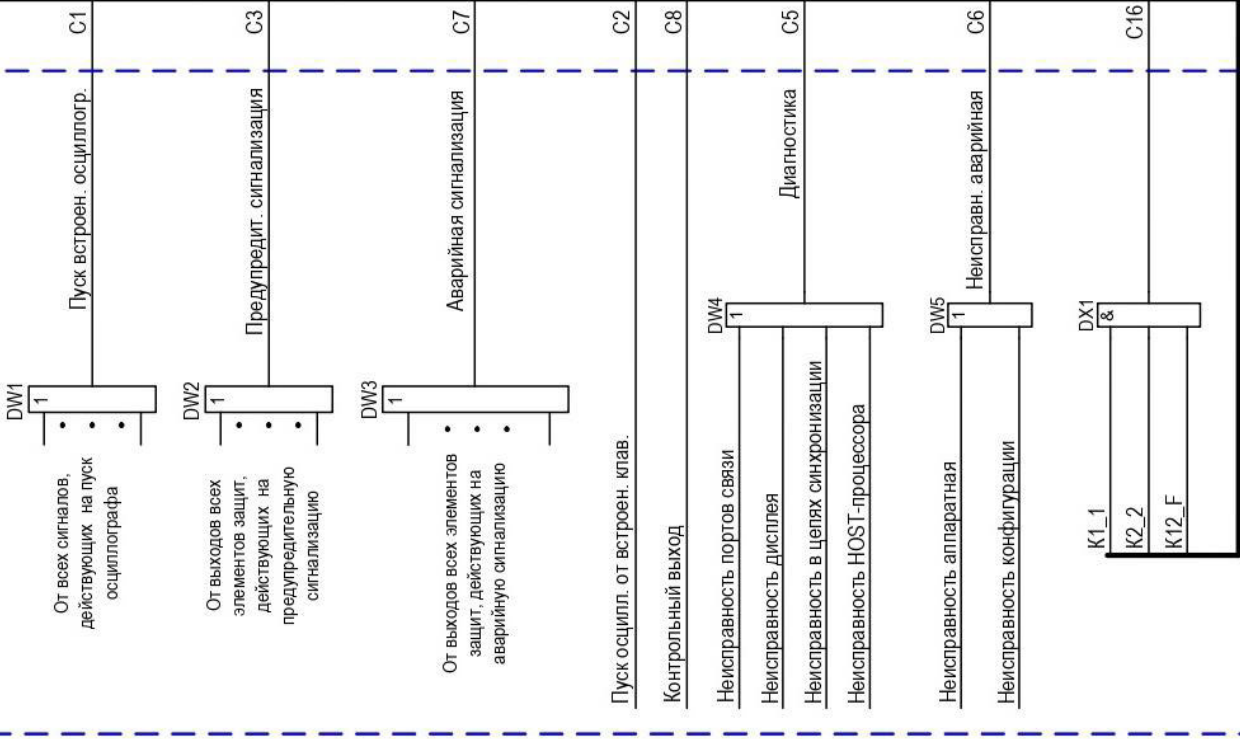 DW1
1
От всех сигналов,
действующих на пуск
осциллографа
Пуск встроен. осциллогр.
C1
DW2
1
От выходов всех
элементов защит,
действующих на
предупредительную
сигнализацию
Предупредит. сигнализация
C3
DW3
1
От выходов всех элементов
защит, действующих на
аварийную сигнализацию
Аварийная сигнализация
C7
Пуск осцилл. от встроен. клав.
C2
Контрольный выход
C8
Неисправность портов связи
Неисправность дисплея
Неисправность в цепях синхронизации
Неисправность HOST-процессора
DW4
1
Диагностика
C5
Неисправность аппаратная
Неисправность конфигурации
DW5
1
Неисправн. аварийная
C6
K1_1
K2_2
K12_F
DX1
&
C16